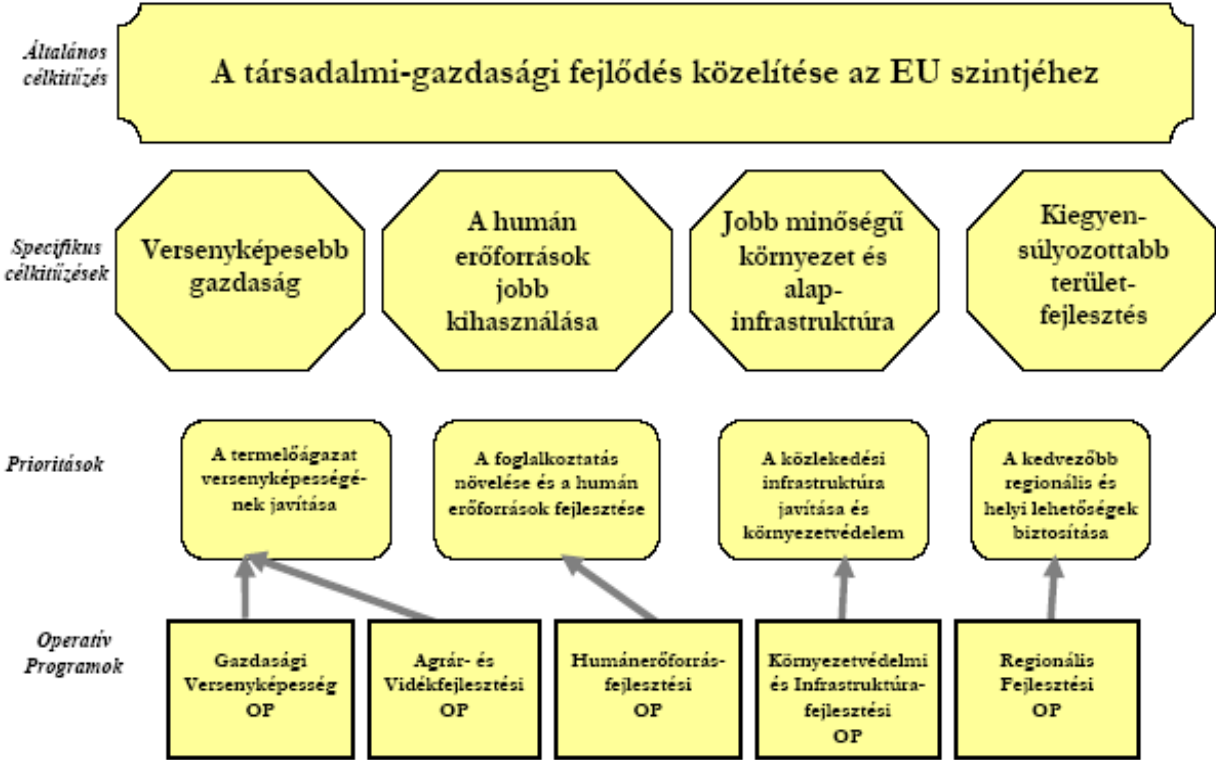 Általános
célkitűzés
A társadalmi-gazdasági fejlődés közelítése az EU szintjéhez
Specifikus
célkitűzések
Versenyképesebb
gazdaság
A humán
erőforrások
jobb
kihasználása
Jobb minőségű
környezet és
alap-
infrastruktúra
Kiegyen-
súlyozottabb
terület-
fejlesztés
Prioritások
A termelőágazat
versenyképességé-
nek javítása
A foglalkoztatás
növelése és a humán
erőforrások fejlesztése
A közlekedési
infrastruktúra
javítása és
környezetvédelem
A kedvezőbb
regionális és
helyi lehetőségek
biztosítása
Operatív
Programok
Gazdasági
Versenyképesség
OP
Agrár- és
Vidékfejlesztési
OP
Humánerőforrás-
fejlesztési
OP
Környezetvédelmi
és Infrastruktúra-
fejlesztési
OP
Regionális
Fejlesztési
OP